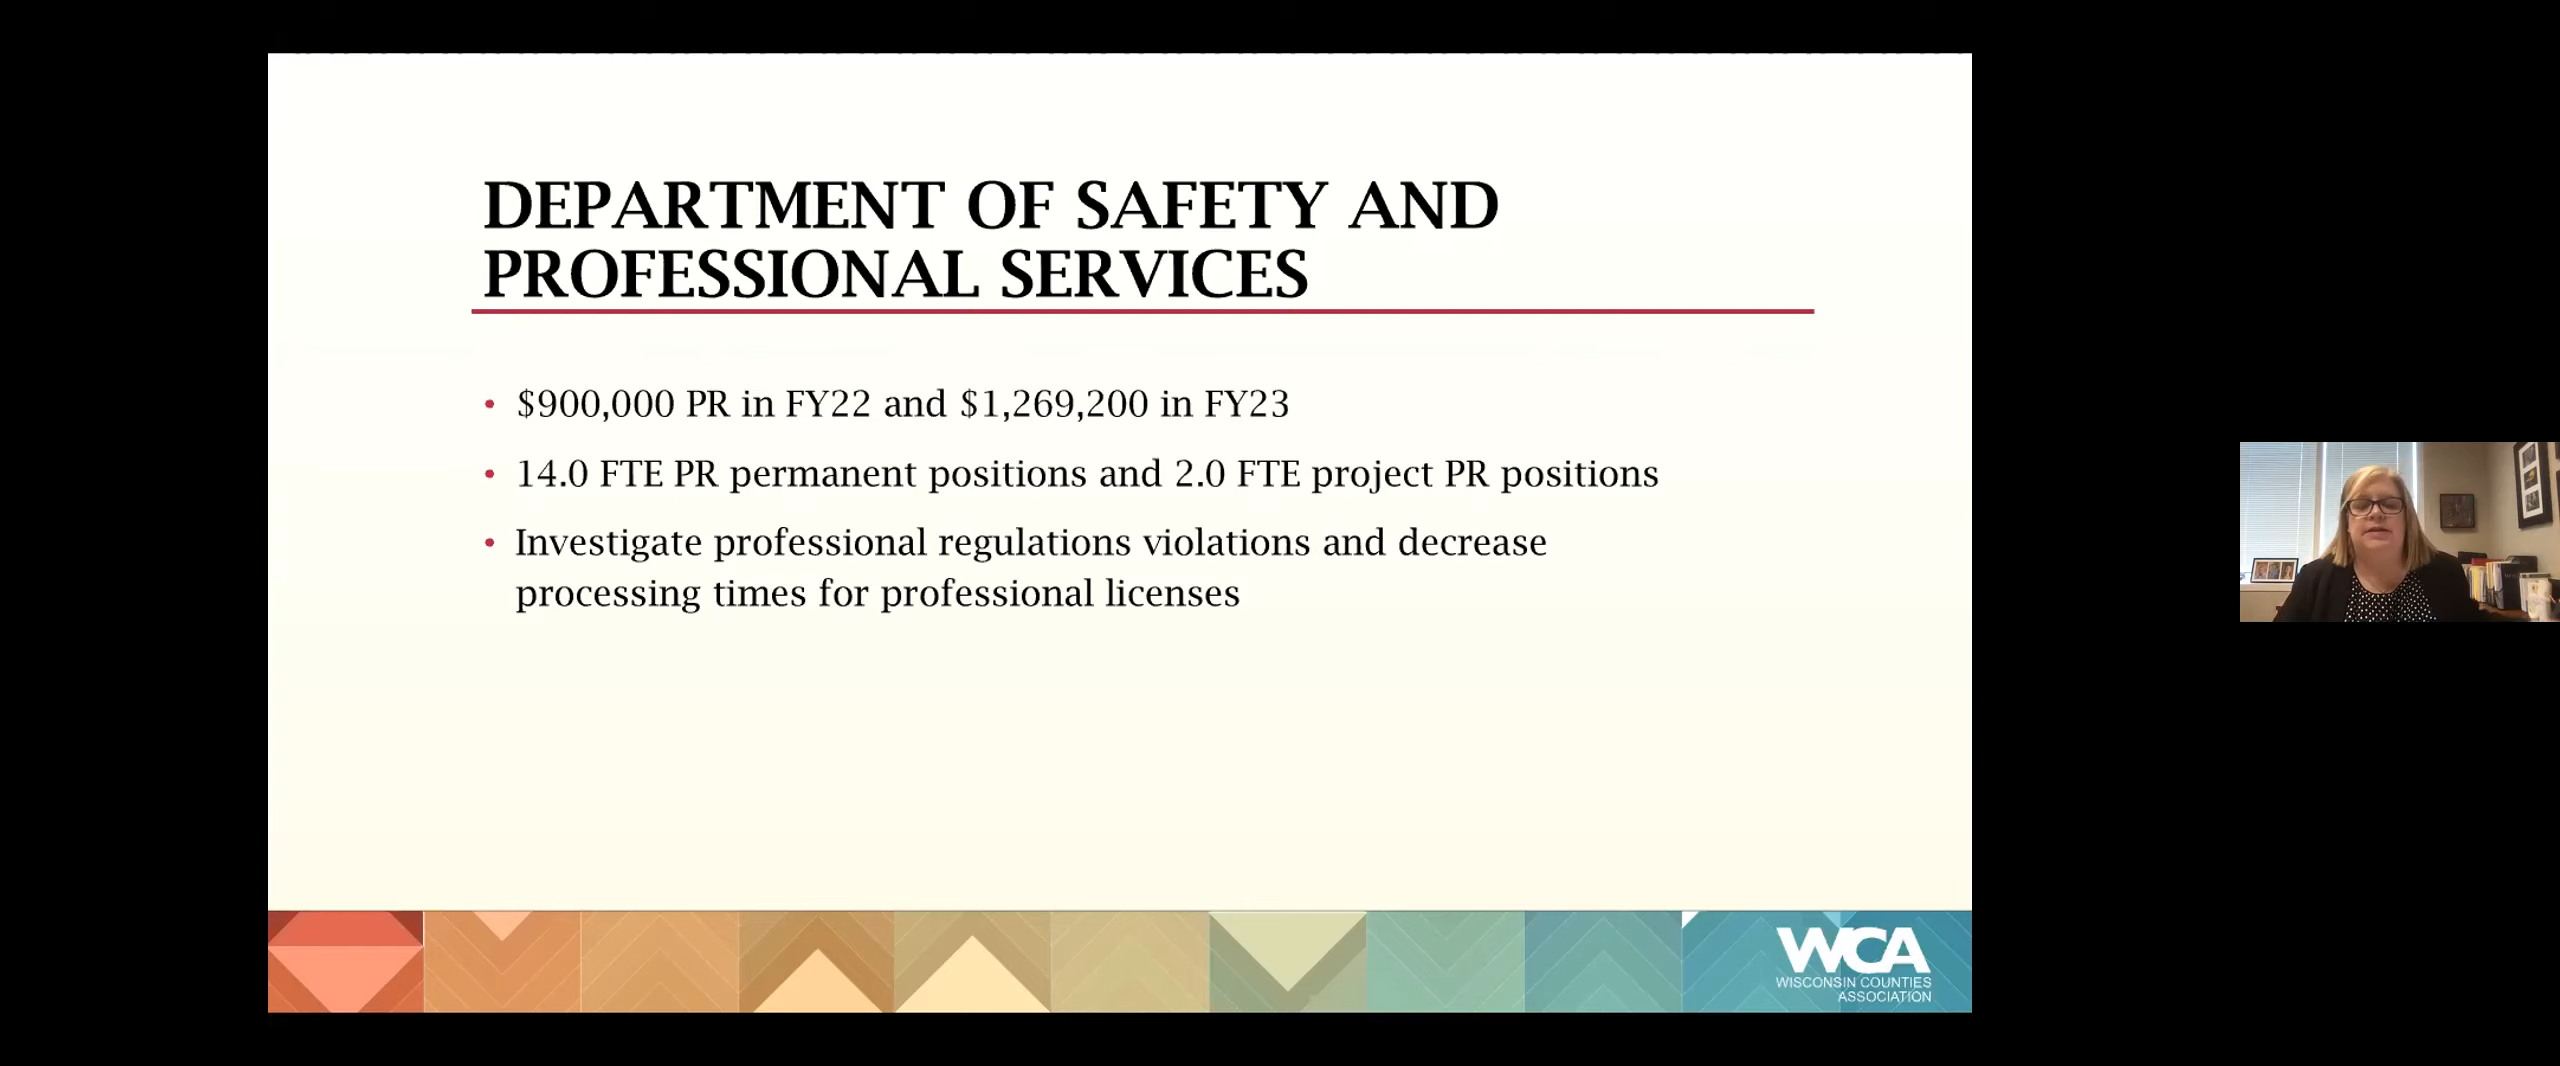 DEPARTMENT OF SAFETY AND
PROFESSIONAL SERVICES
• $900,000 PR in FY22 and $1,269,200 in FY23
• 14.0 FTE PR permanent positions and 2.0 FTE project PR positions
• Investigate professional regulations violations and decrease
processing times for professional licenses
WCA
WISCONSIN COUNTIES
ASSOCIATION